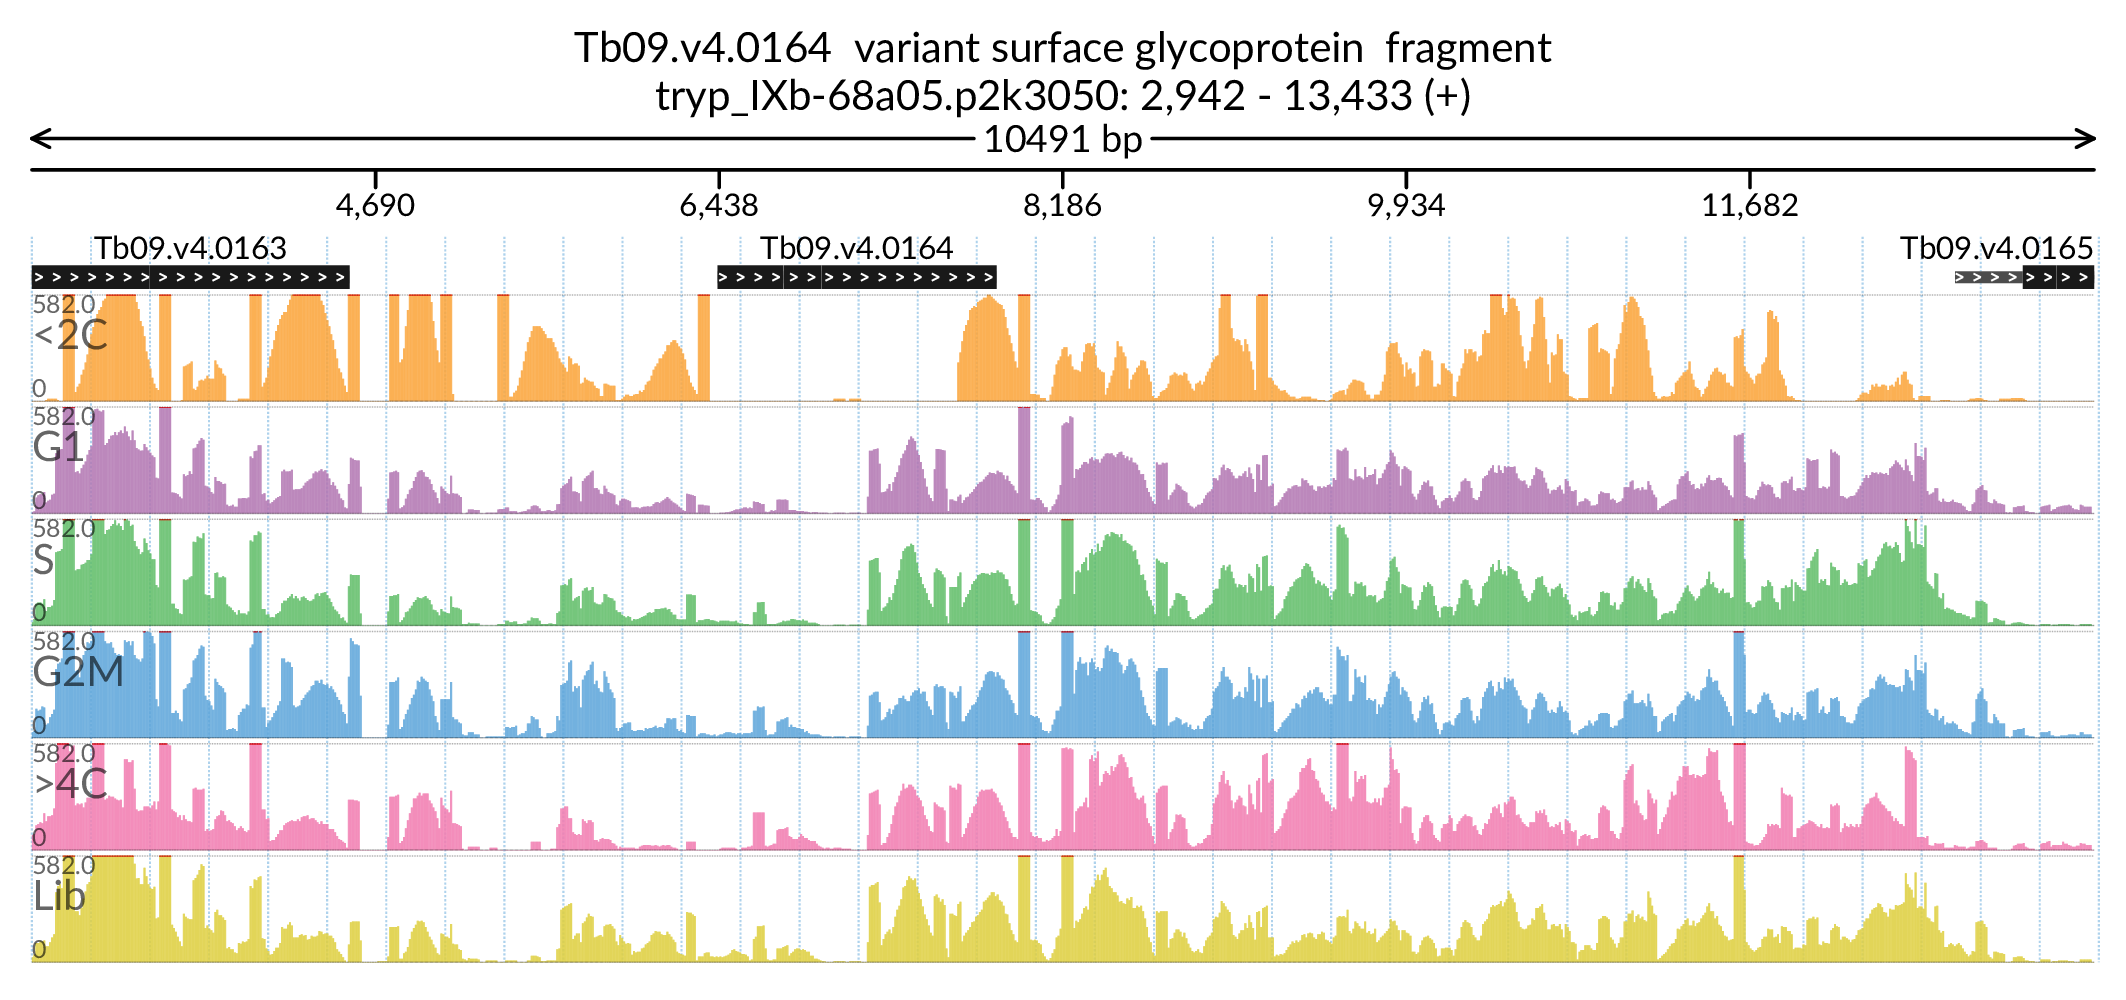 Tb09.v4.0164 variant surface glycoprotein fragment
tryp_IXb-68a05.p2k3050: 2,942 - 13,433 (+)
10491 bp
4,690 6,438 8,186 9,934 11,682
Tb09.v4.0163 Tb09.v4.0164 Tb09.v4.0165
582.0
<2C
0
582.0
G1
0
582.0
S
0
582.0
G2M
0
582.0
>4C
0
582.0
Lib
0